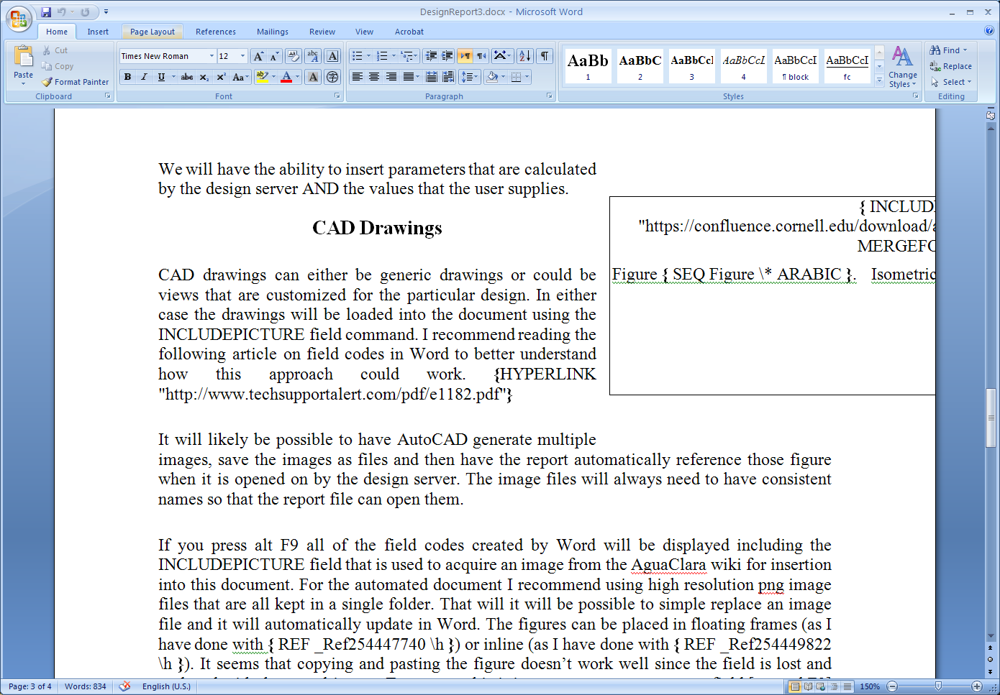 DesignReport3.docx - Microsoft Word
Home Insert Page Layout References Mailings Review View Acrobat
Paste
Cut
Copy
Format Painter
Clipboard
Times New Roman 12
Font
Paragraph
AaBb AaBbC AaBbCcI AaBbCcI AaBbCcI AaBbCcI
1 2 3 4 ¶ block fc
Change
Styles
Styles
Find
Replace
Select
Editing
We will have the ability to insert parameters that are calculated
by the design server AND the values that the user supplies.
{ INCLUD
"https://confluence.cornell.edu/download/a
MERGEFO
Figure { SEQ Figure \* ARABIC }. Isometric
CAD Drawings
CAD drawings can either be generic drawings or could be
views that are customized for the particular design. In either
case the drawings will be loaded into the document using the
INCLUDEPICTURE field command. I recommend reading the
following article on field codes in Word to better understand
how this approach could work. {HYPERLINK
"http://www.techsupportalert.com/pdf/e1182.pdf"}
It will likely be possible to have AutoCAD generate multiple
images, save the images as files and then have the report automatically reference those figure
when it is opened on by the design server. The image files will always need to have consistent
names so that the report file can open them.
If you press alt F9 all of the field codes created by Word will be displayed including the
INCLUDEPICTURE field that is used to acquire an image from the AguaClara wiki for insertion
into this document. For the automated document I recommend using high resolution png image
files that are all kept in a single folder. That will it will be possible to simple replace an image
file and it will automatically update in Word. The figures can be placed in floating frames (as I
have done with { REF _Ref254447740 \h }) or inline (as I have done with { REF _Ref254449822
\h }). It seems that copying and pasting the figure doesn’t work well since the field is lost and
Page: 3 of 4 Words: 834 English (U.S.) 150%